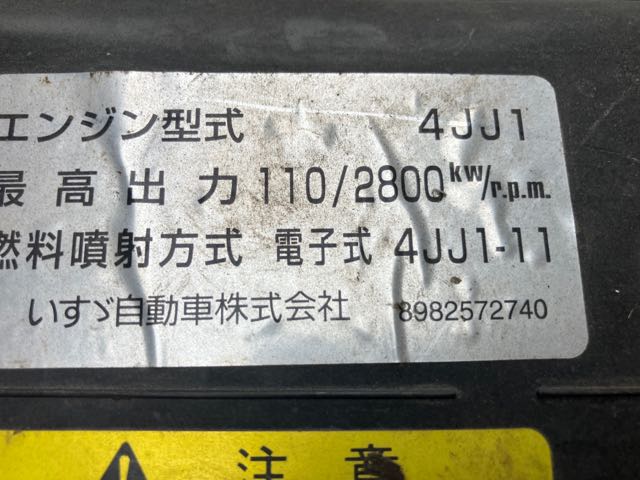 エンジン型式 4JJ1
最高出力 110/2800 kw/r.p.m.
燃料噴射方式 電子式 4JJ1-11
いすゞ自動車株式会社 8982572740
注意